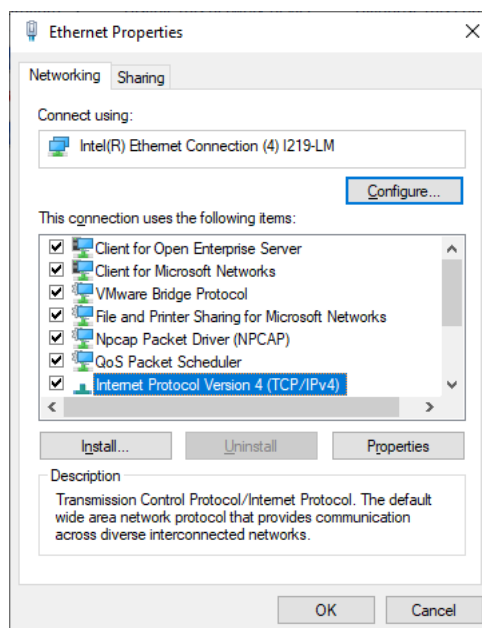 Ethernet Properties
Networking
Sharing
Connect using:
Intel(R) Ethernet Connection (4) I219-LM
Configure...
This connection uses the following items:
Client for Open Enterprise Server
Client for Microsoft Networks
VMware Bridge Protocol
File and Printer Sharing for Microsoft Networks
Npcap Packet Driver (NPCAP)
QoS Packet Scheduler
Internet Protocol Version 4 (TCP/IPv4)
Install...
Uninstall
Properties
Description
Transmission Control Protocol/Internet Protocol. The default
wide area network protocol that provides communication
across diverse interconnected networks.
OK
Cancel